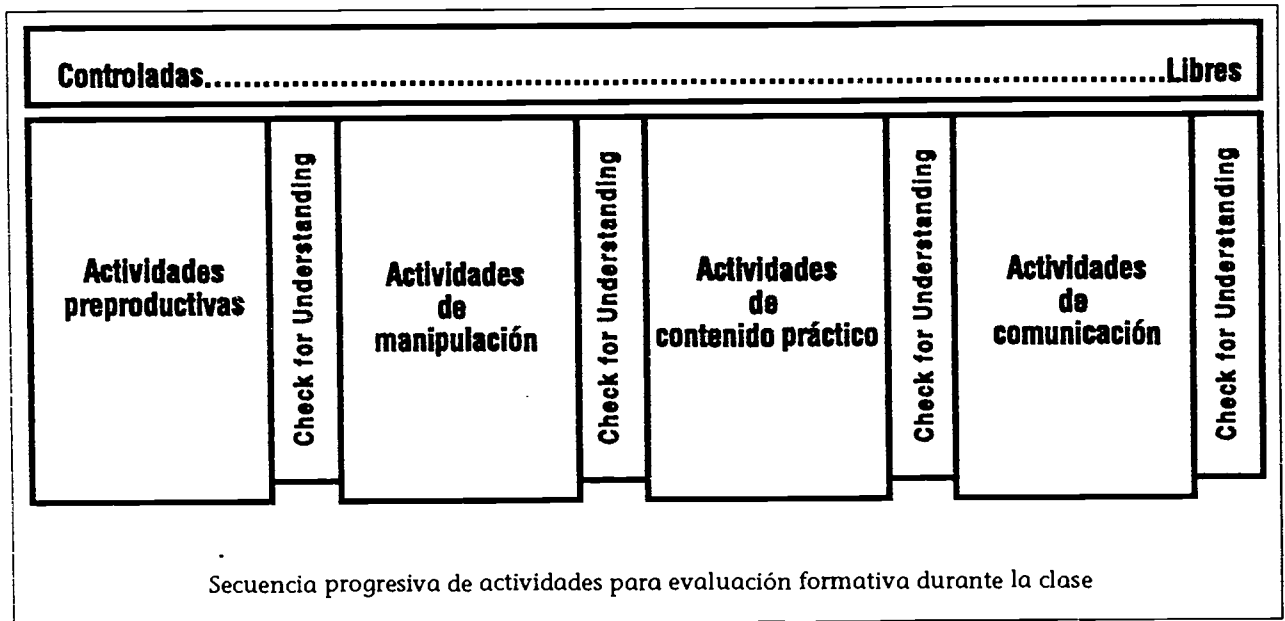 Controladas........................................................................................Libres
Actividades
preproductivas
Check for Understanding
Actividades
de
manipulación
Check for Understanding
Actividades
de
contenido práctico
Check for Understanding
Actividades
de
comunicación
Check for Understanding
Secuencia progresiva de actividades para evaluación formativa durante la clase